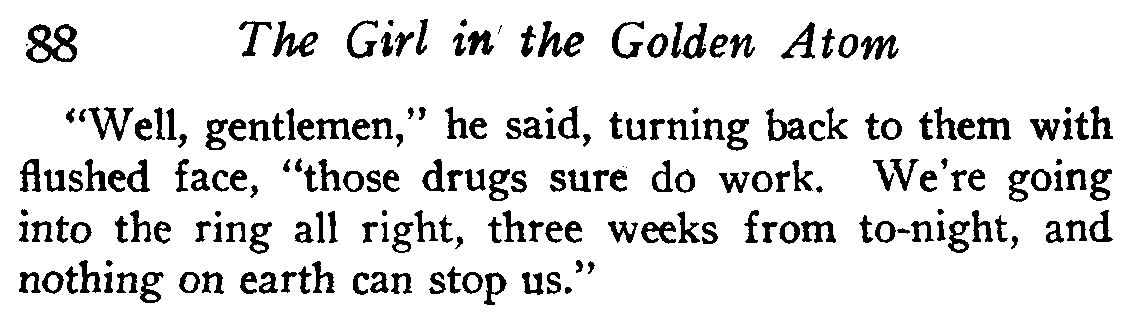 88 The Girl in the Golden Atom
“Well, gentlemen,” he said, turning back to them with
flushed face, “those drugs sure do work. We're going
into the ring all right, three weeks from to-night, and
nothing on earth can stop us.”